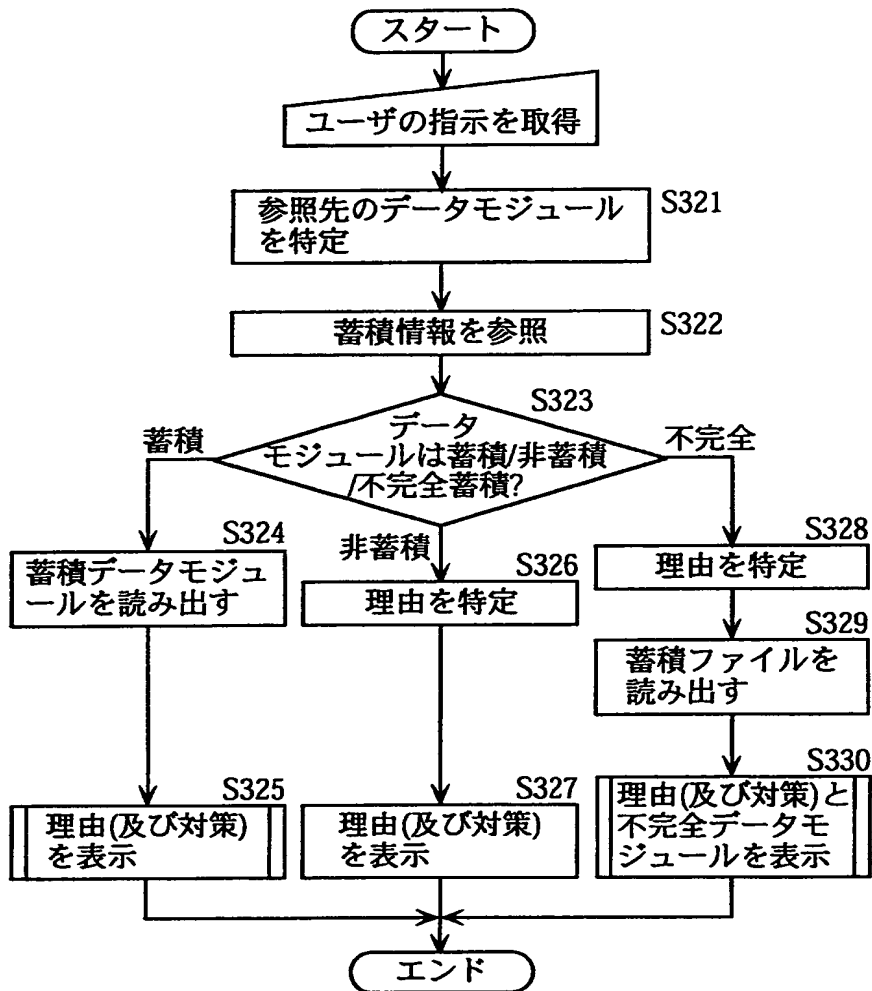 スタート
ユーザの指示を取得
参照先のデータモジュール
を特定
S321
蓄積情報を参照
S322
S323
データ
モジュールは蓄積/非蓄積
/不完全蓄積?
蓄積
非蓄積
不完全
S324
蓄積データモジュ
ールを読み出す
S326
理由を特定
S328
理由を特定
S329
蓄積ファイルを
読み出す
S325
理由(及び対策)
を表示
S327
理由(及び対策)
を表示
S330
理由(及び対策)と
不完全データモ
ジュールを表示
エンド